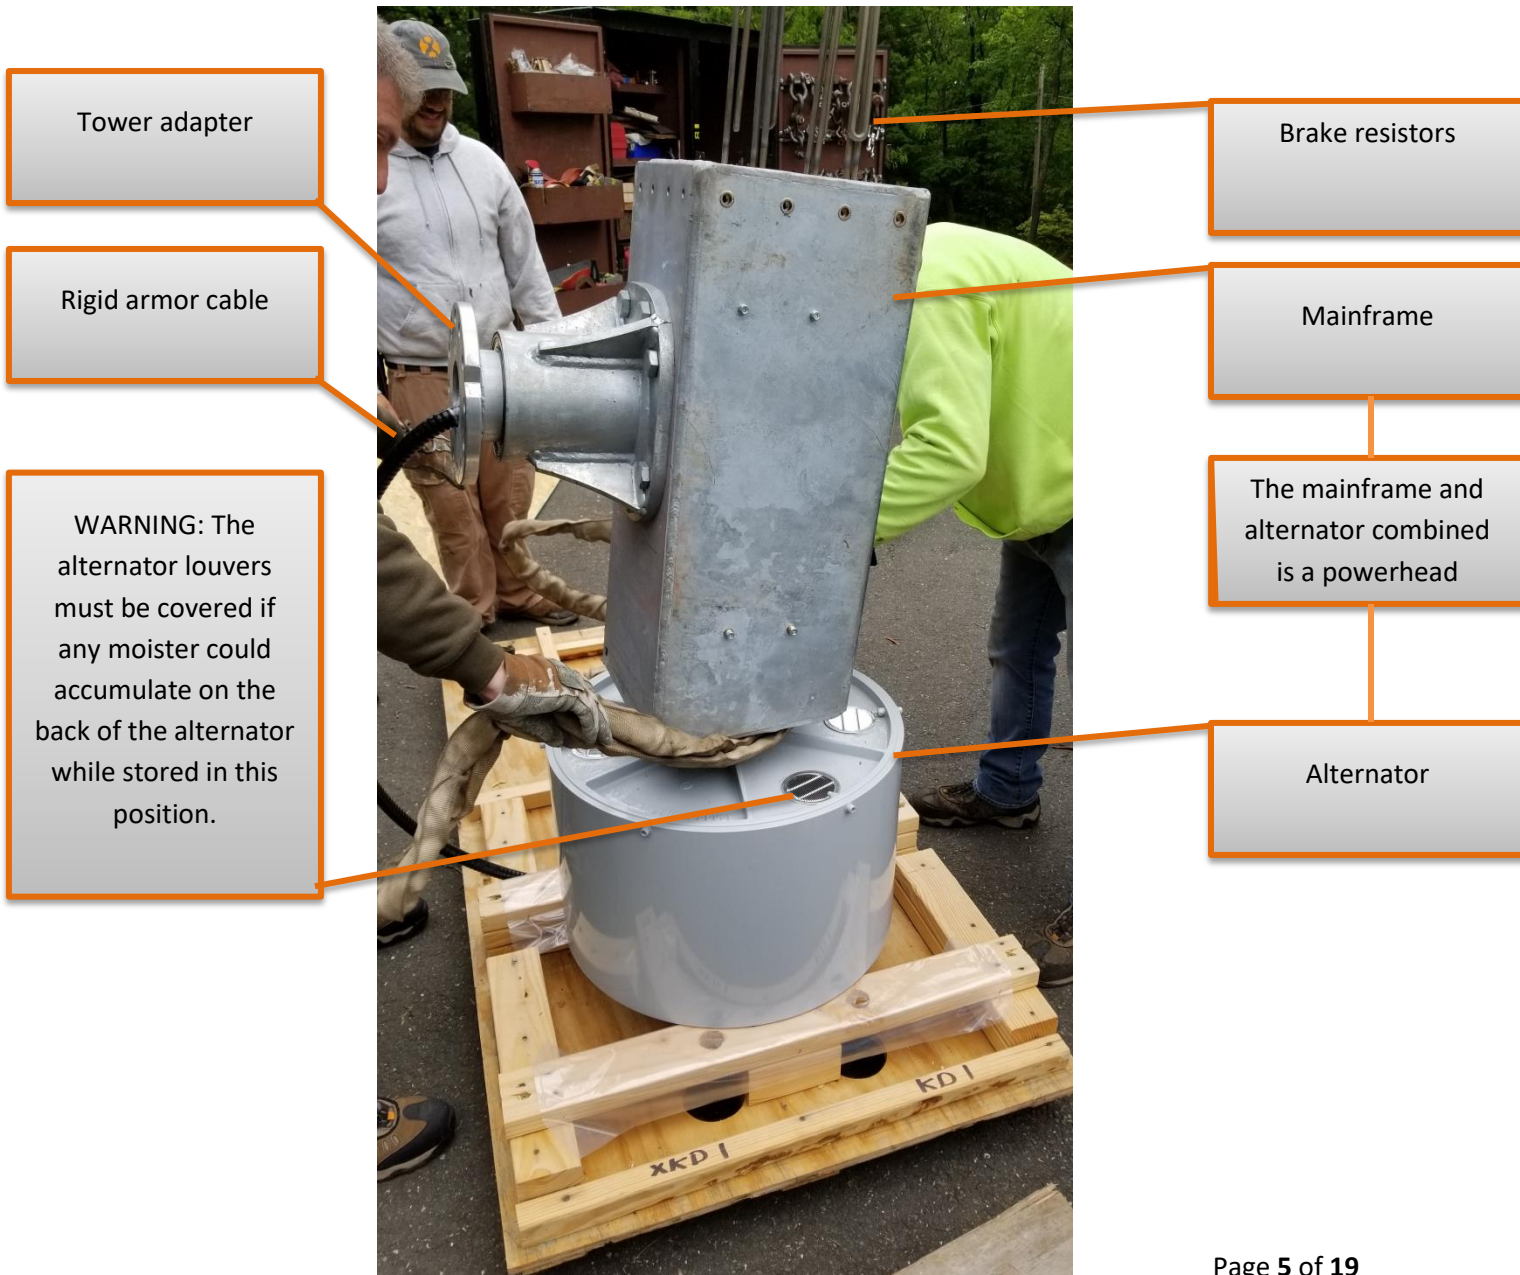 Tower adapter
Brake resistors
Rigid armor cable
Mainframe
WARNING: The
alternator louvers
must be covered if
any moister could
accumulate on the
back of the alternator
while stored in this
position.
The mainframe and
alternator combined
is a powerhead
Alternator
KD 1
XKD 1
Page 5 of 19